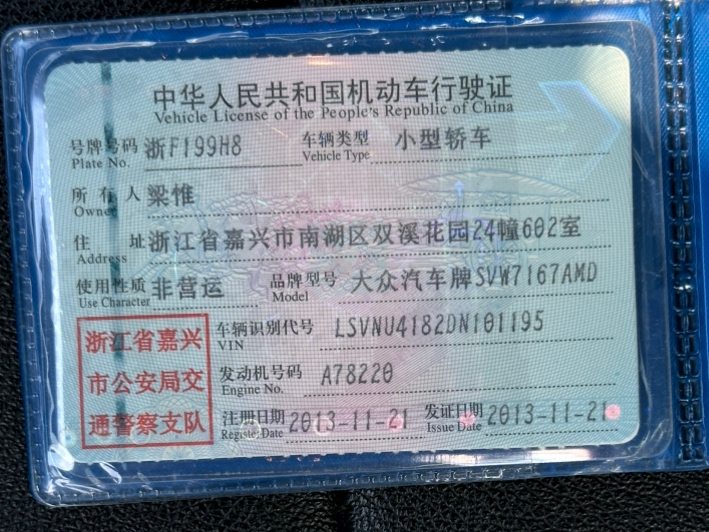 中华人民共和国机动车行驶证
Vehicle License of the People's Republic of China
号牌号码 浙F199H8 车辆类型 小型轿车
Plate No. Vehicle Type
所有人 梁惟
Owner
住址 浙江省嘉兴市南湖区双溪花园24幢602室
Address
使用性质 非营运 品牌型号 大众汽车牌SVW7167AMD
Use Character Model
浙江省嘉兴
市公安局交
通警察支队
车辆识别代号 LSVNU4182DN101195
VIN
发动机号码 A78220
Engine No.
注册日期 2013-11-21 发证日期 2013-11-21
Register Date Issue Date